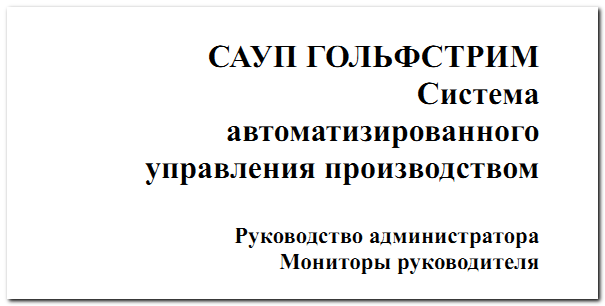 САУП ГОЛЬФСТРИМ
Система
автоматизированного
управления производством
Руководство администратора
Мониторы руководителя